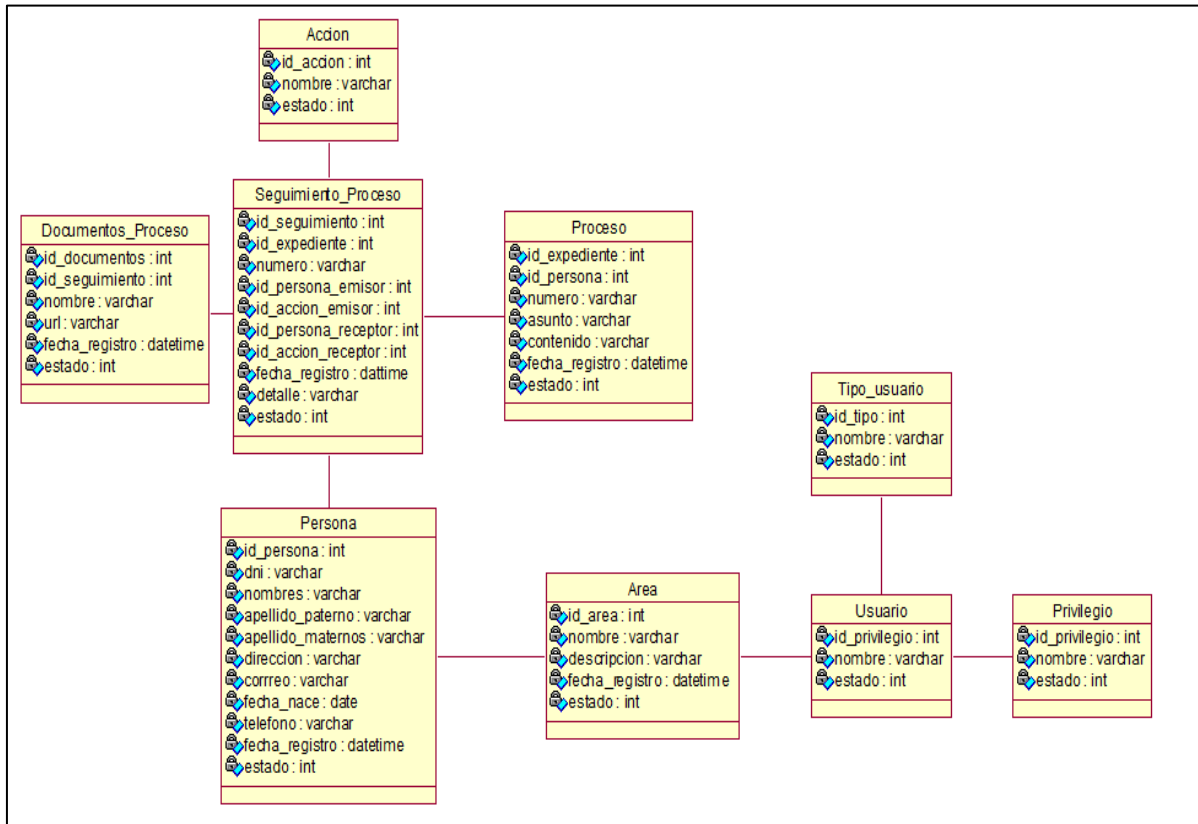 Accion
id_accion : int
nombre : varchar
estado : int
Seguimiento_Proceso
id_seguimiento : int
id_expediente : int
numero : varchar
id_persona_emisor : int
id_accion_emisor : int
id_persona_receptor : int
id_accion_receptor : int
fecha_registro : dattime
detalle : varchar
estado : int
Documentos_Proceso
id_documentos : int
id_seguimiento : int
nombre : varchar
url : varchar
fecha_registro : datetime
estado : int
Proceso
id_expediente : int
id_persona : int
numero : varchar
asunto : varchar
contenido : varchar
fecha_registro : datetime
estado : int
Tipo_usuario
id_tipo : int
nombre : varchar
estado : int
Persona
id_persona : int
dni : varchar
nombres : varchar
apellido_paterno : varchar
apellido_maternos : varchar
direccion : varchar
corrreo : varchar
fecha_nace : date
telefono : varchar
fecha_registro : datetime
estado : int
Area
id_area : int
nombre : varchar
descripcion : varchar
fecha_registro : datetime
estado : int
Usuario
id_privilegio : int
nombre : varchar
estado : int
Privilegio
id_privilegio : int
nombre : varchar
estado : int